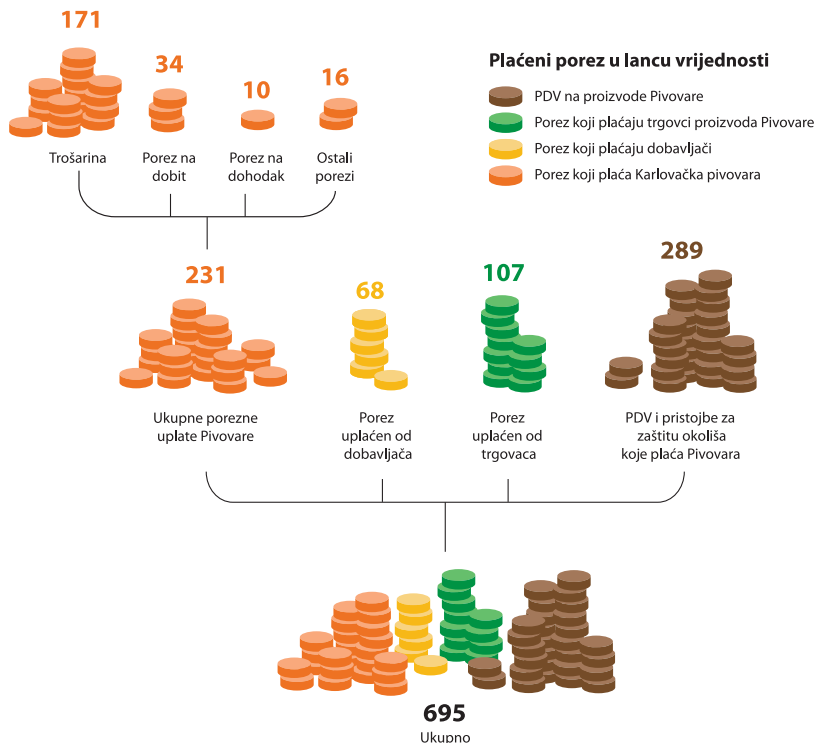 171
34
10
16
Trošarina
Porez na
dobit
Porez na
dohodak
Ostali
porezi
Plaćeni porez u lancu vrijednosti
PDV na proizvode Pivovare
Porez koji plaćaju trgovci proizvoda Pivovare
Porez koji plaćaju dobavljači
Porez koji plaća Karlovačka pivovara
231
68
107
289
Ukupne porezne
uplate Pivovare
Porez
uplaćen od
dobavljača
Porez
uplaćen od
trgovaca
PDV i pristojbe za
zaštitu okoliša
koje plaća Pivovara
695
Ukupno